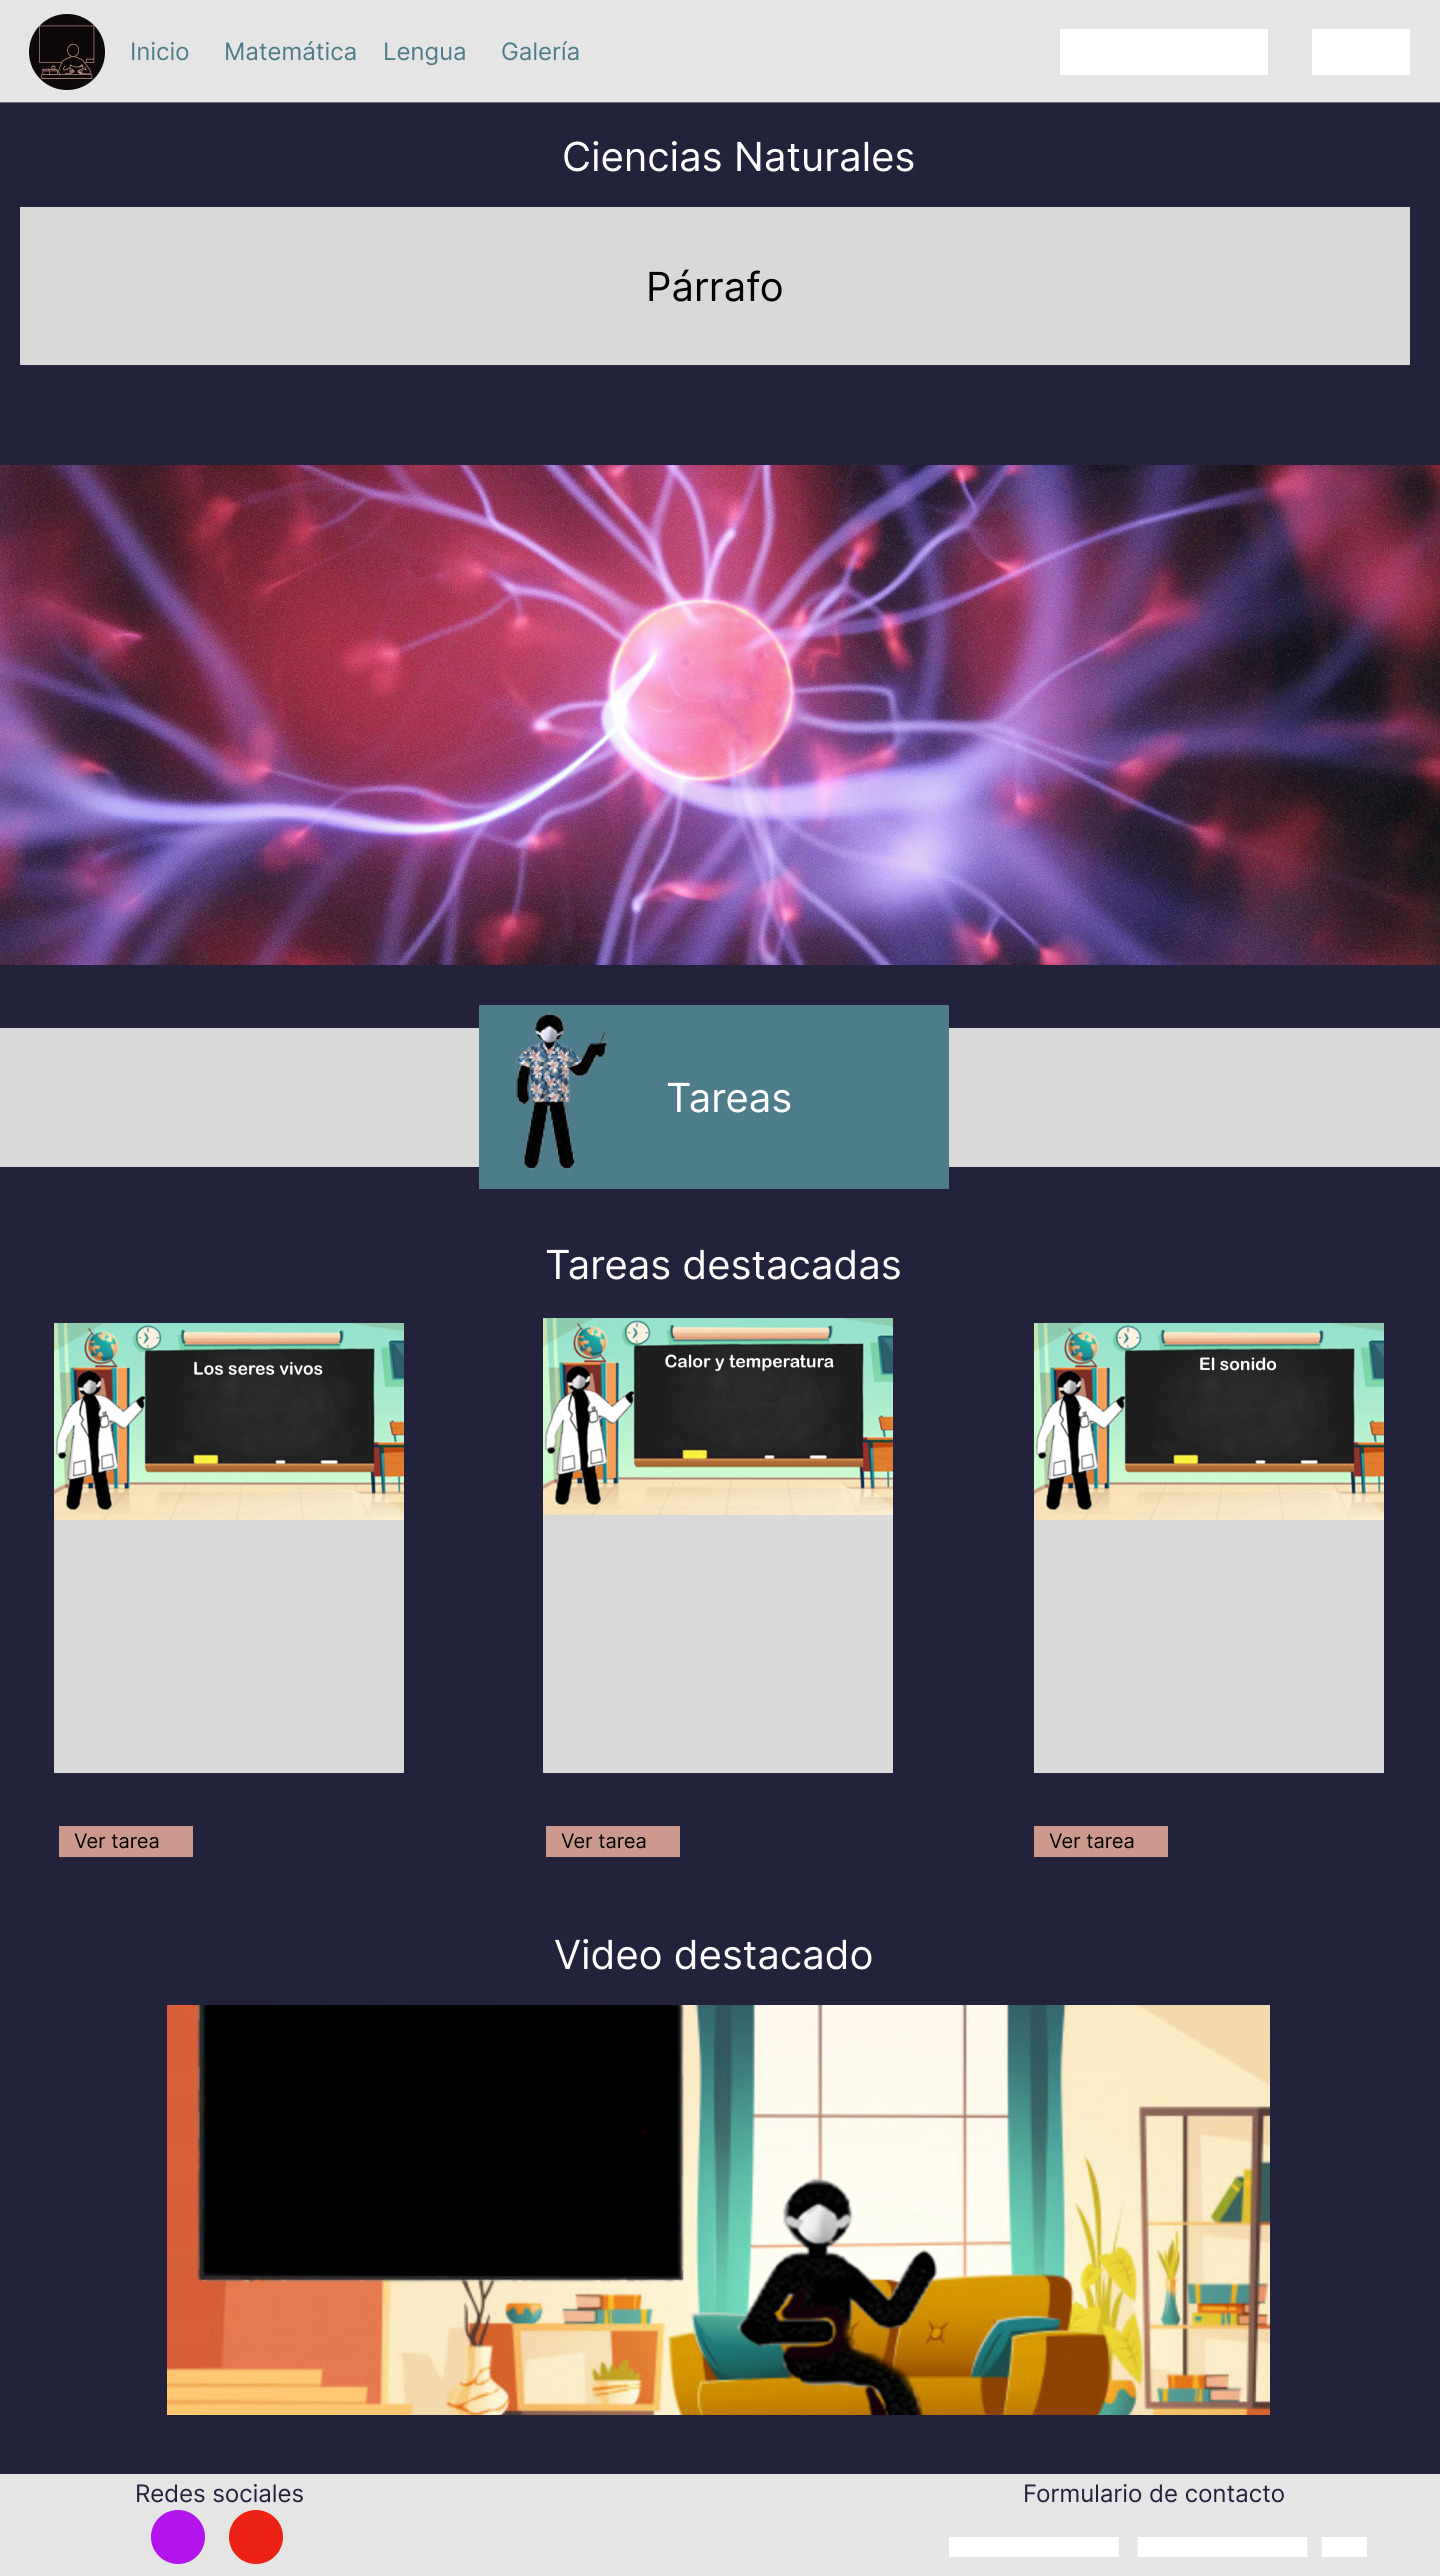 Inicio Matemática Lengua Galería
Ciencias Naturales
Párrafo
Tareas
Tareas destacadas
Los seres vivos
Calor y temperatura
El sonido
Ver tarea
Ver tarea
Ver tarea
Video destacado
Redes sociales
Formulario de contacto